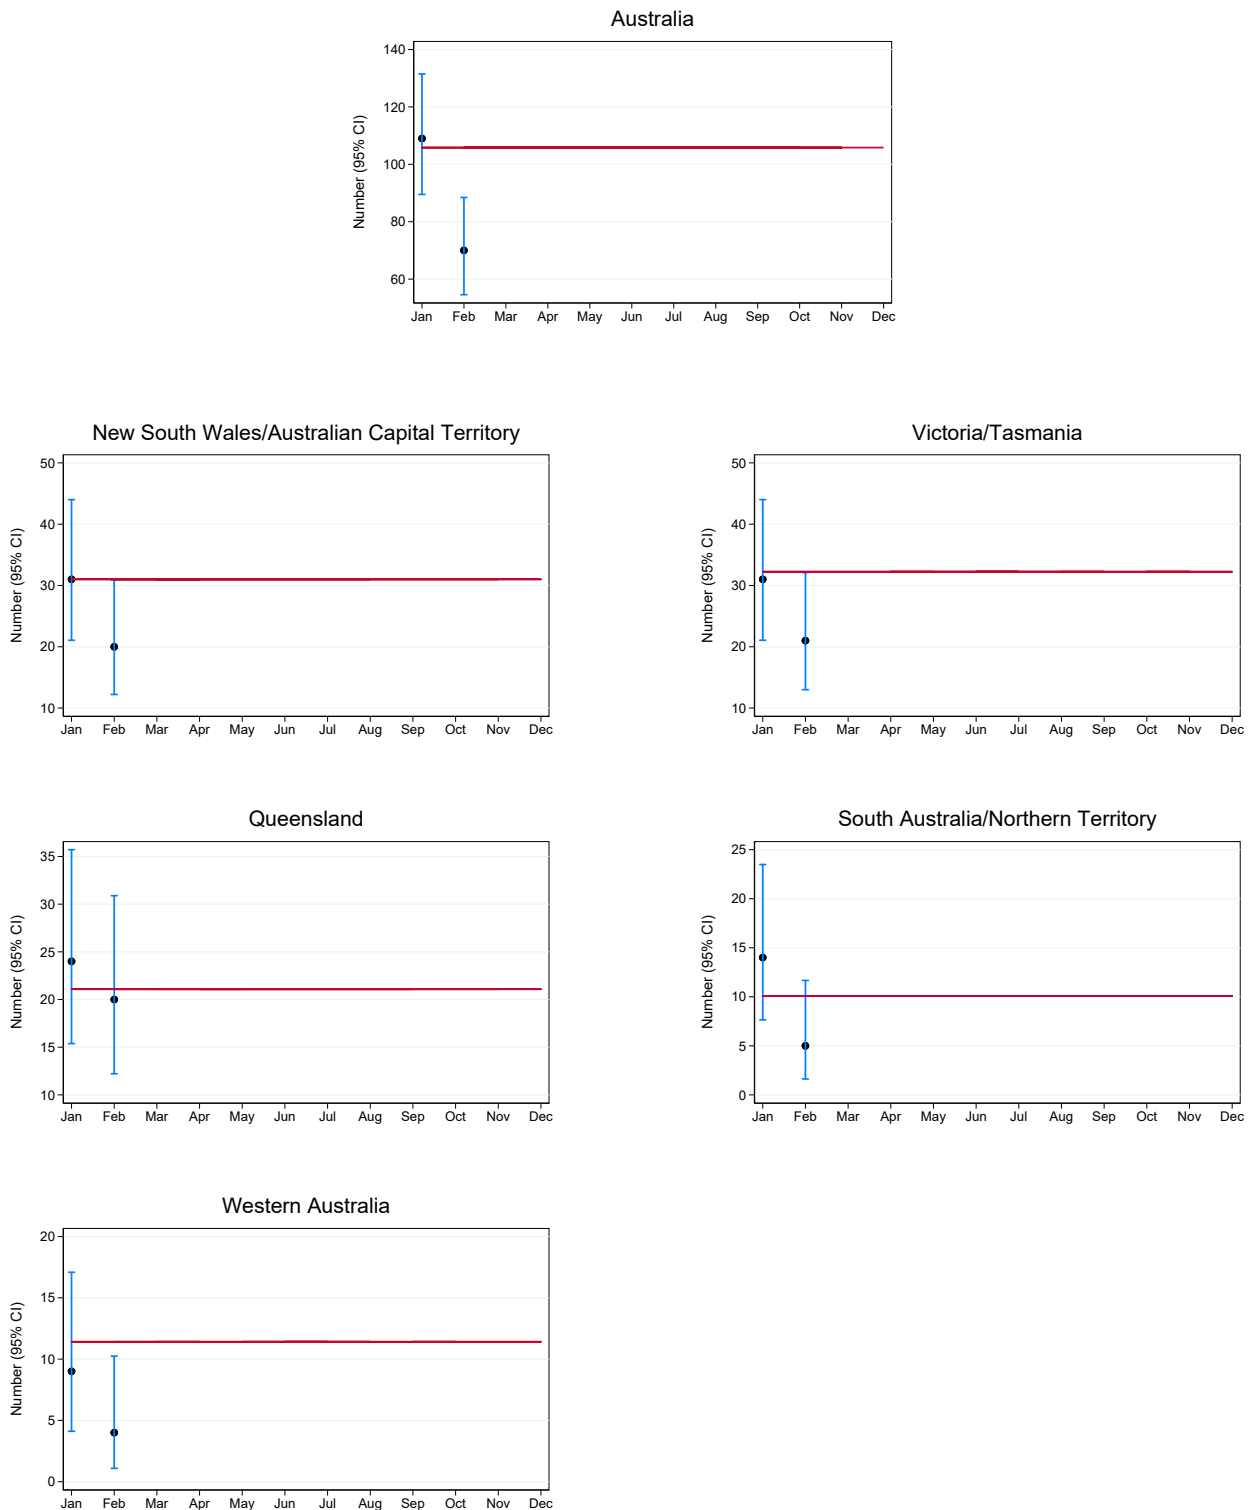 Australia
Number (95% CI)
140
120
100
80
60
Jan Feb Mar Apr May Jun Jul Aug Sep Oct Nov Dec
New South Wales/Australian Capital Territory
Number (95% CI)
50
40
30
20
10
Jan Feb Mar Apr May Jun Jul Aug Sep Oct Nov Dec
Victoria/Tasmania
Number (95% CI)
50
40
30
20
10
Jan Feb Mar Apr May Jun Jul Aug Sep Oct Nov Dec
Queensland
Number (95% CI)
35
30
25
20
15
10
Jan Feb Mar Apr May Jun Jul Aug Sep Oct Nov Dec
South Australia/Northern Territory
Number (95% CI)
25
20
15
10
5
0
Jan Feb Mar Apr May Jun Jul Aug Sep Oct Nov Dec
Western Australia
Number (95% CI)
20
15
10
5
0
Jan Feb Mar Apr May Jun Jul Aug Sep Oct Nov Dec